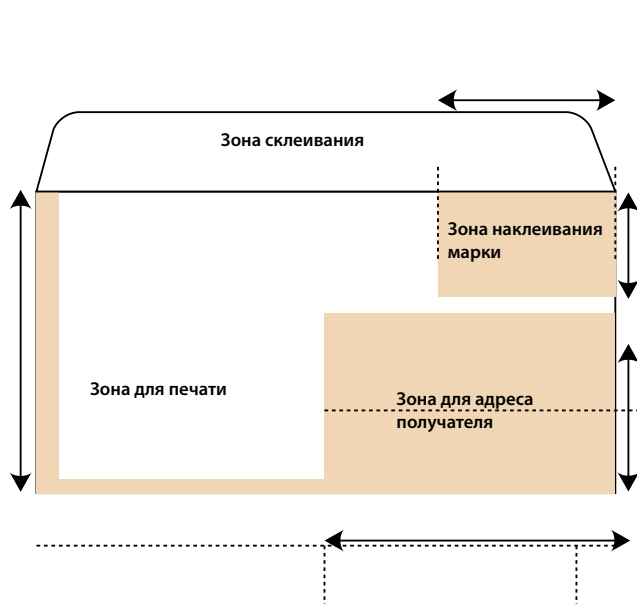 Зона склеивания
Зона наклеивания
марки
Зона для печати
Зона для адреса
получателя